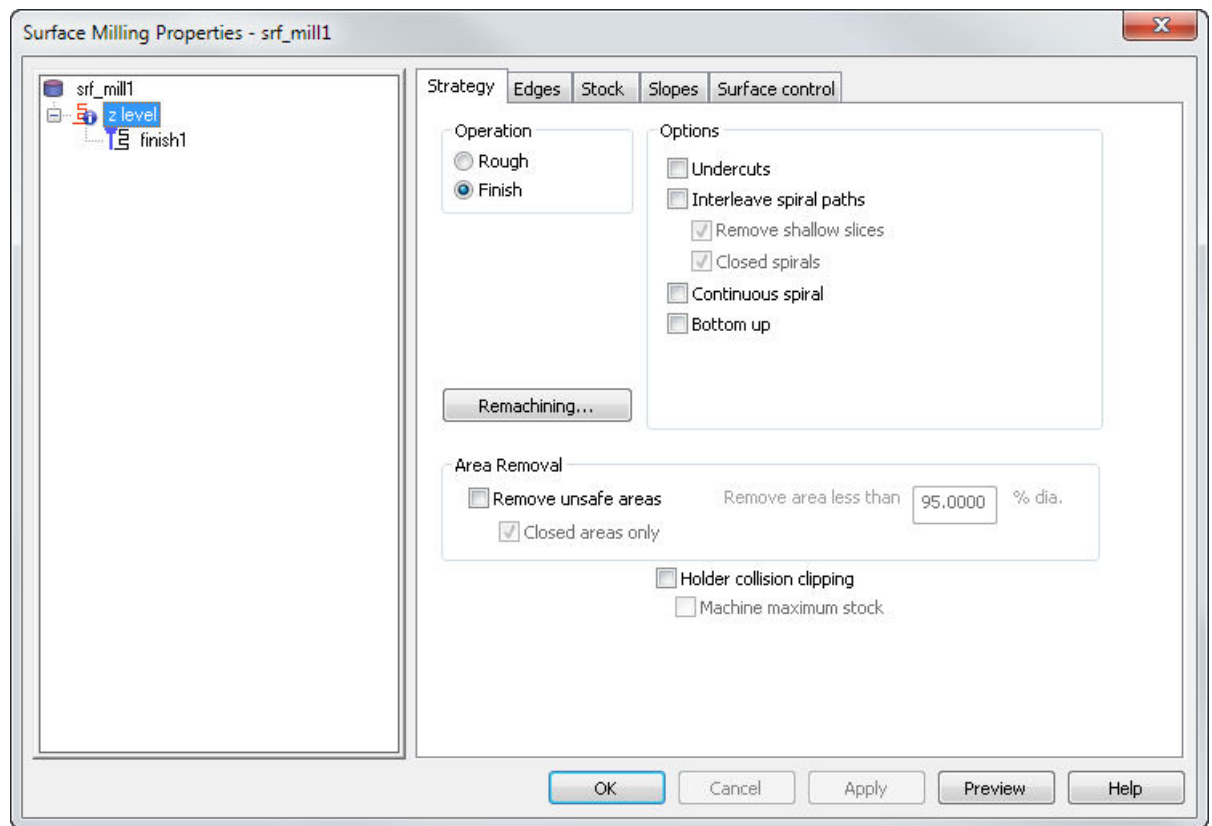 Surface Milling Properties - srf_mill1
srf_mill1
z level
finish1
Strategy Edges Stock Slopes Surface control
Operation
Rough
Finish
Options
Undercuts
Interleave spiral paths
Remove shallow slices
Closed spirals
Continuous spiral
Bottom up
Remachining...
Area Removal
Remove unsafe areas Remove area less than 95.0000 % dia.
Closed areas only
Holder collision clipping
Machine maximum stock
OK Cancel Apply Preview Help